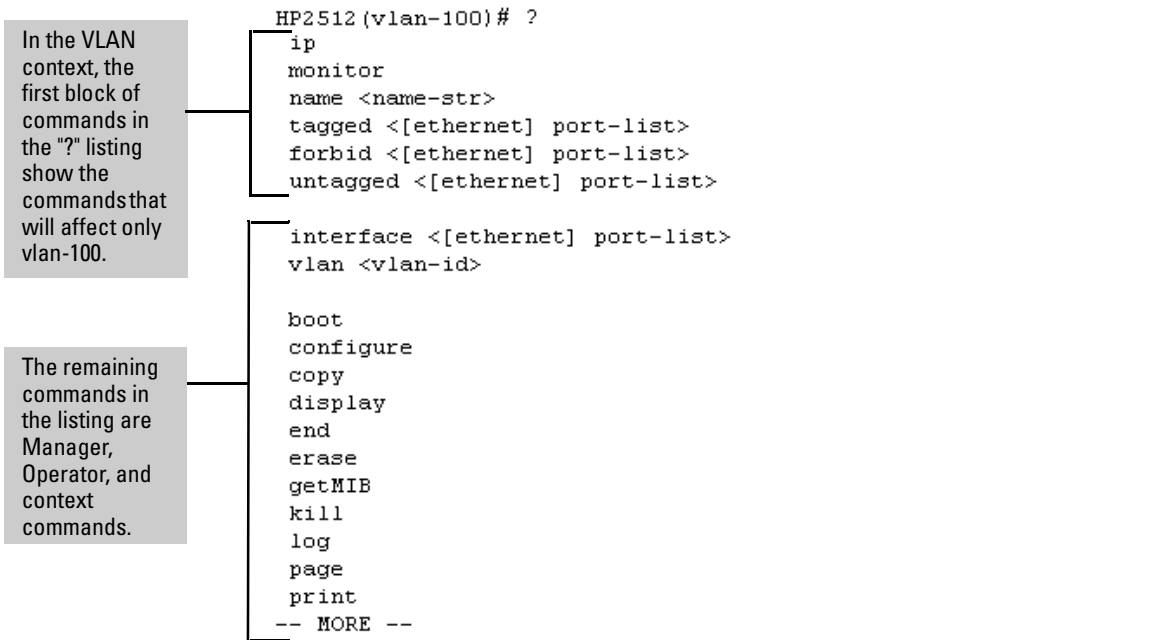 HP2512(vlan-100)# ?
In the VLAN
context, the
first block of
commands in
the "?" listing
show the
commands that
will affect only
vlan-100.
ip
monitor
name <name-str>
tagged <[ethernet] port-list>
forbid <[ethernet] port-list>
untagged <[ethernet] port-list>
interface <[ethernet] port-list>
vlan <vlan-id>
The remaining
commands in
the listing are
Manager,
Operator, and
context
commands.
boot
configure
copy
display
end
erase
getMIB
kill
log
page
print
-- MORE --